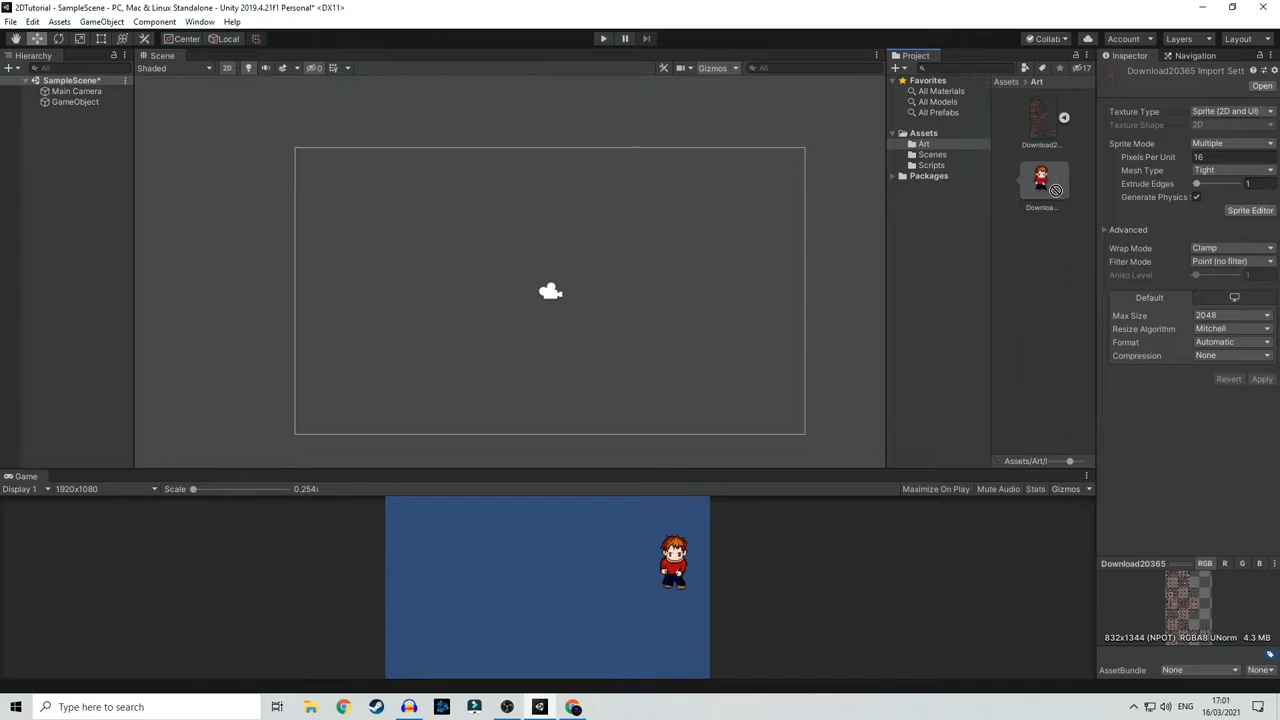 2DTutorial - SampleScene - PC, Mac & Linux Standalone - Unity 2019.4.21f1 Personal* <DX11>
File Edit Assets GameObject Component Window Help
Center Local Collab Account Layers Layout
Hierarchy Scene Project Inspector Navigation
All Shaded 2D 0 Gizmos All 17 Download20365 Import Sett
SampleScene* Favorites Assets Art Open
Main Camera All Materials
GameObject All Models
All Prefabs
Texture Type Sprite (2D and UI)
Texture Shape 2D
Assets
Art Download2... Sprite Mode Multiple
Scenes Pixels Per Unit 16
Scripts Mesh Type Tight
Packages Extrude Edges 1
Generate Physics
Downloa... Sprite Editor
Advanced
Wrap Mode Clamp
Filter Mode Point (no filter)
Aniso Level 1
Default
Max Size 2048
Resize Algorithm Mitchell
Format Automatic
Compression None
Revert Apply
Assets/Art/
Game
Display 1 1920x1080 Scale 0.254 Maximize On Play Mute Audio Stats Gizmos
Download20365 RGB R G B
832x1344 (NPOT) RGBA8 UNorm 4.3 MB
AssetBundle None None
Type here to search ENG 17:01
16/03/2021